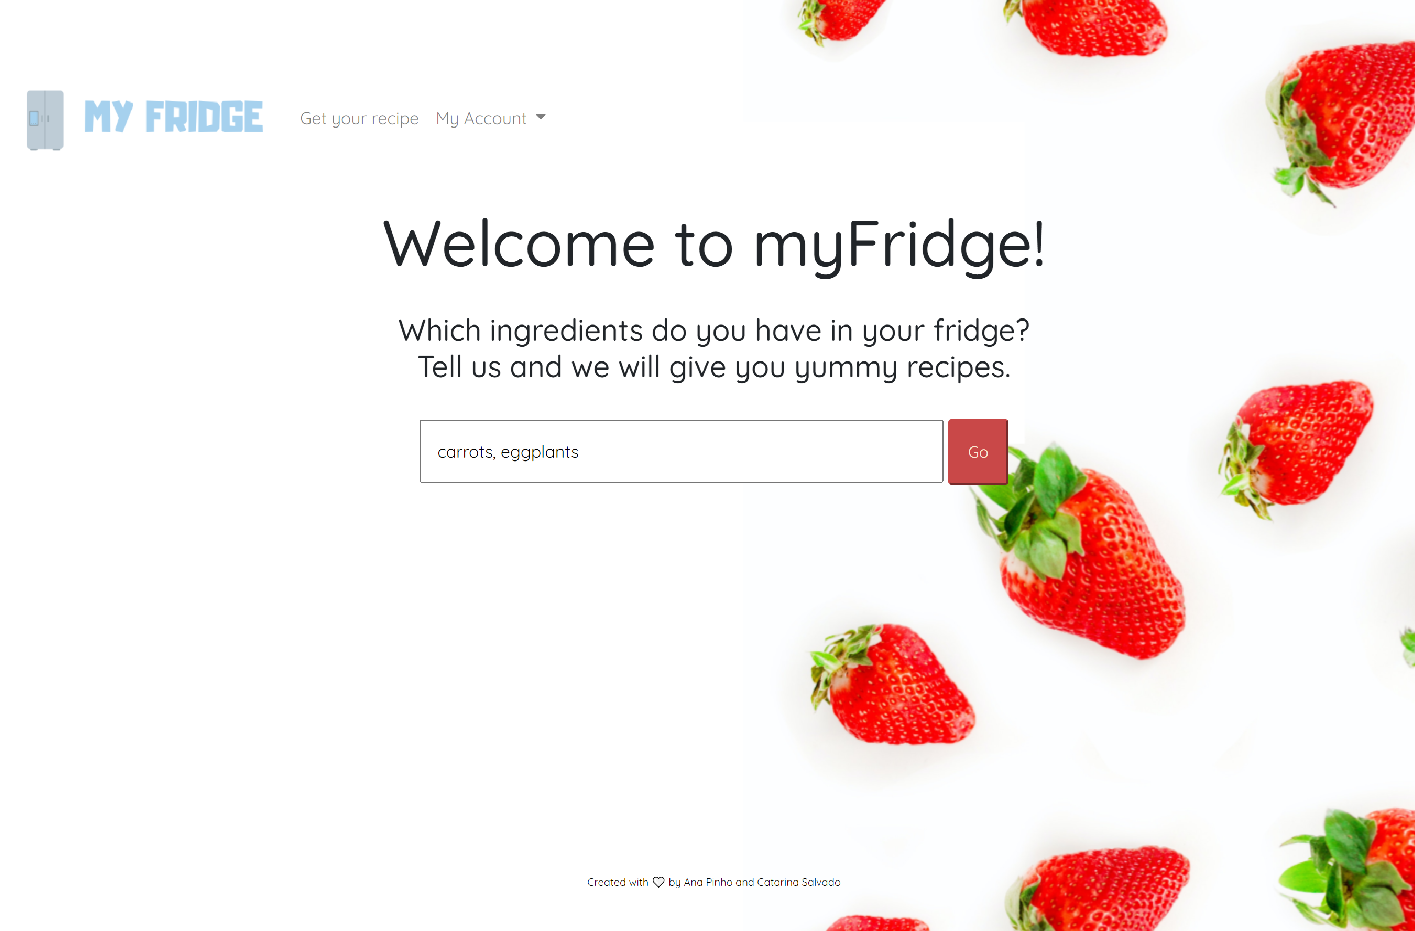 MY FRIDGE
Get your recipe
My Account
Welcome to myFridge!
Which ingredients do you have in your fridge?
Tell us and we will give you yummy recipes.
carrots, eggplants
Go
Created with ♡ by Ana Pinho and Catarina Salvado